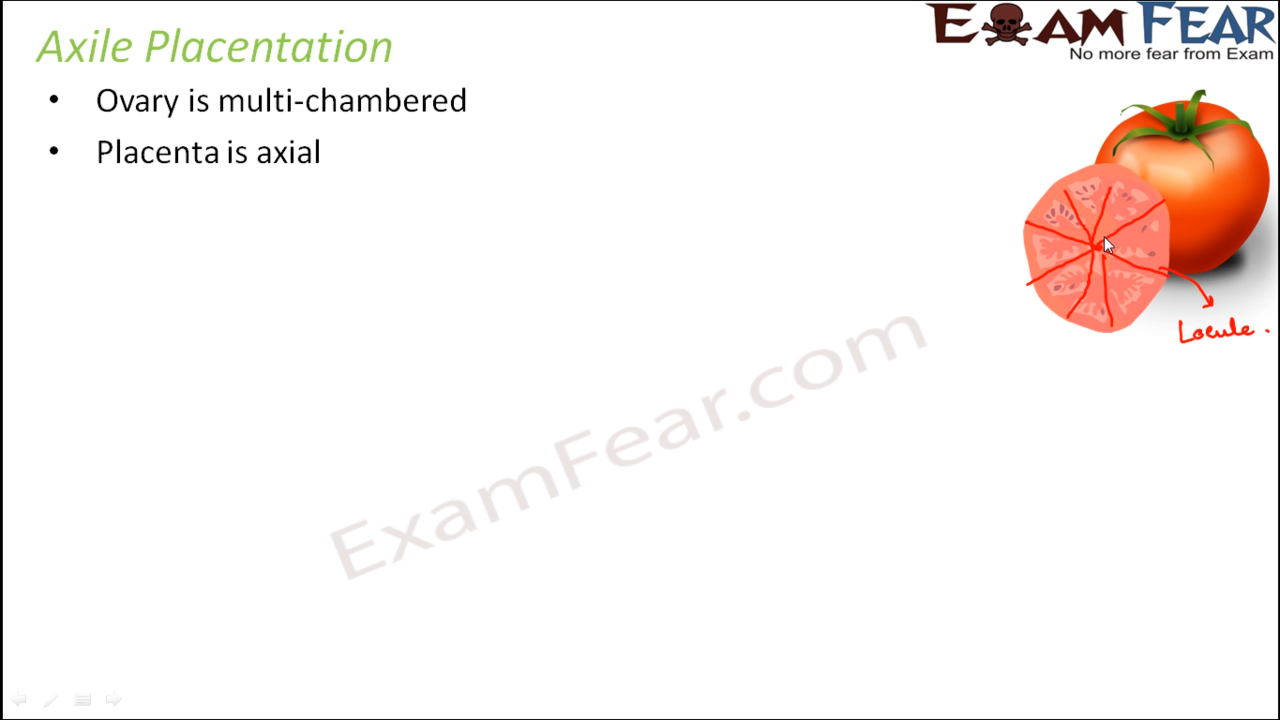 Axile Placentation
EXAM FEAR
No more fear from Exam
• Ovary is multi-chambered
• Placenta is axial
Locule.
ExamFear.com